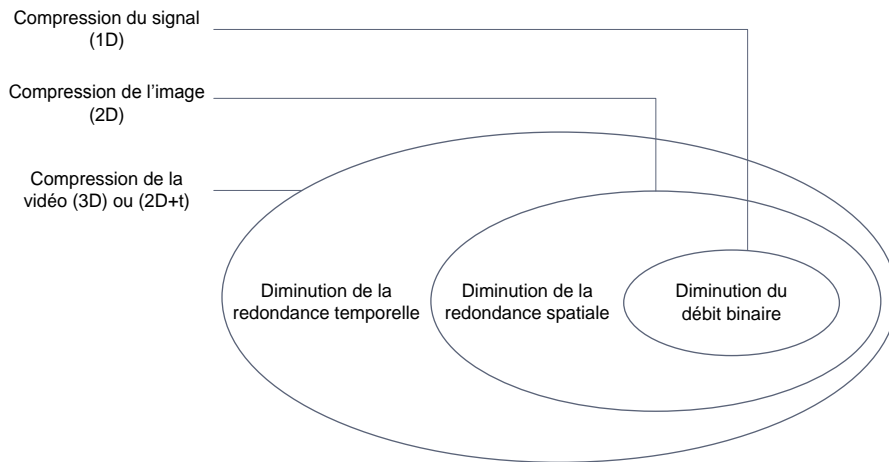 Compression du signal
(1D)
Compression de l'image
(2D)
Compression de la
vidéo (3D) ou (2D+t)
Diminution de la
redondance temporelle
Diminution de la
redondance spatiale
Diminution du
débit binaire